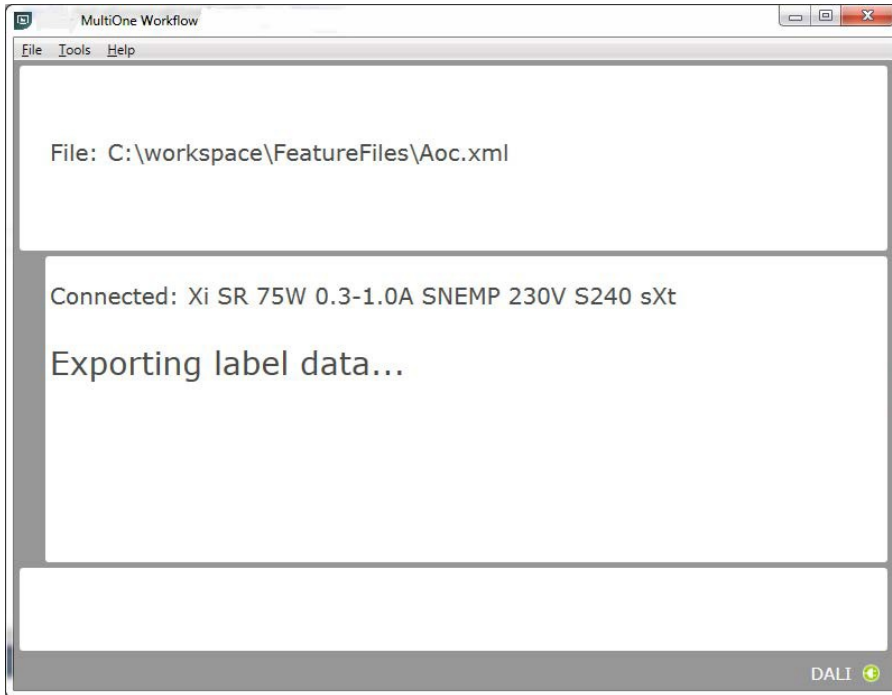 MultiOne Workflow
File Tools Help
File: C:\workspace\FeatureFiles\Aoc.xml
Connected: Xi SR 75W 0.3-1.0A SNEMP 230V S240 sXt
Exporting label data...
DALI